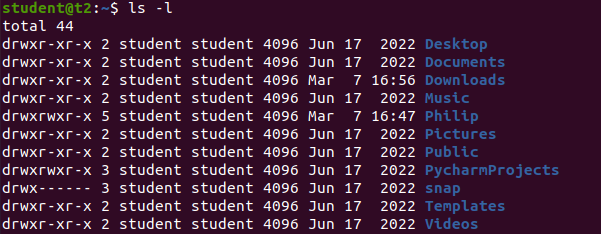 student@t2:~$ ls -l
total 44
drwxr-xr-x 2 student student 4096 Jun 17  2022 Desktop
drwxr-xr-x 2 student student 4096 Jun 17  2022 Documents
drwxr-xr-x 2 student student 4096 Mar  7 16:56 Downloads
drwxr-xr-x 2 student student 4096 Jun 17  2022 Music
drwxrwxr-x 5 student student 4096 Mar  7 16:47 Philip
drwxr-xr-x 2 student student 4096 Jun 17  2022 Pictures
drwxr-xr-x 2 student student 4096 Jun 17  2022 Public
drwxrwxr-x 3 student student 4096 Jun 17  2022 PycharmProjects
drwx------ 3 student student 4096 Jun 17  2022 snap
drwxr-xr-x 2 student student 4096 Jun 17  2022 Templates
drwxr-xr-x 2 student student 4096 Jun 17  2022 Videos